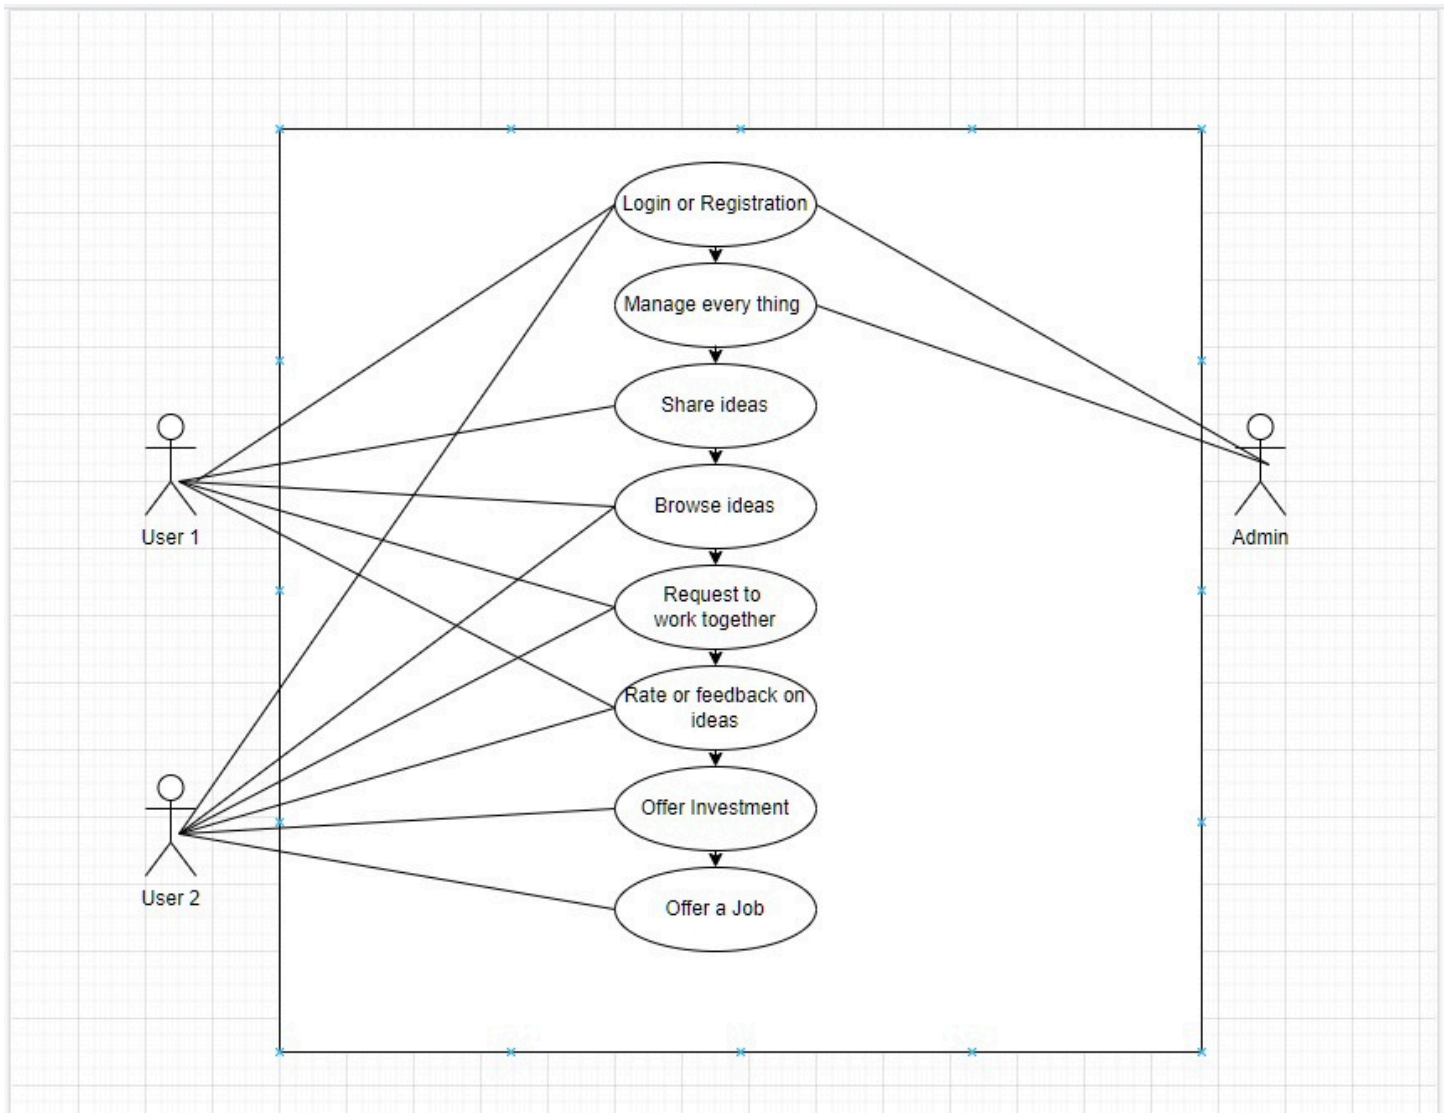 Login or Registration
Manage every thing
Share ideas
Browse ideas
Request to
work together
Rate or feedback on
ideas
Offer Investment
Offer a Job
User 1
User 2
Admin